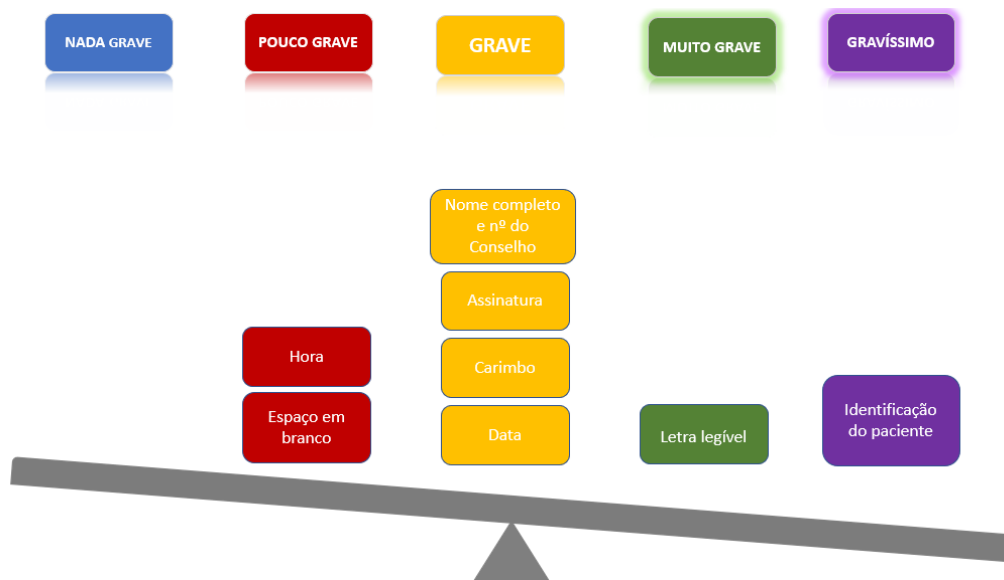 NADA GRAVE
POUCO GRAVE
GRAVE
MUITO GRAVE
GRAVÍSSIMO
Nome completo
e nº do
Conselho
Assinatura
Hora
Carimbo
Espaço em
branco
Data
Letra legível
Identificação
do paciente